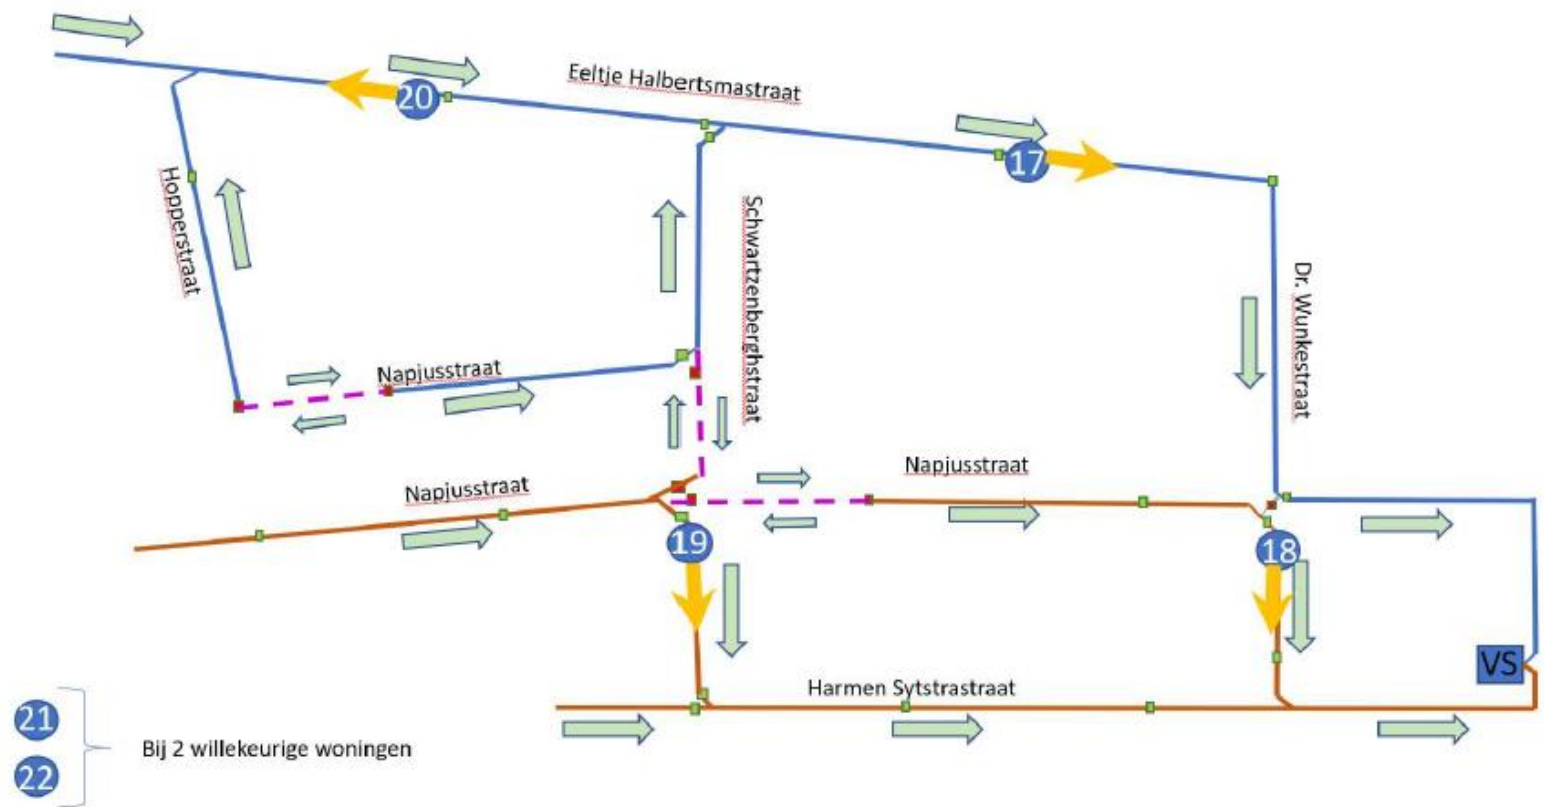 Eeltje Halbertsmastraat
20
17
Hopperstraat
Schwartzenberghstraat
Dr. Wunkestraat
Napjusstraat
Napjusstraat
Napjusstraat
19
18
VS
Harmen Sytstrastraat
21
22
Bij 2 willekeurige woningen